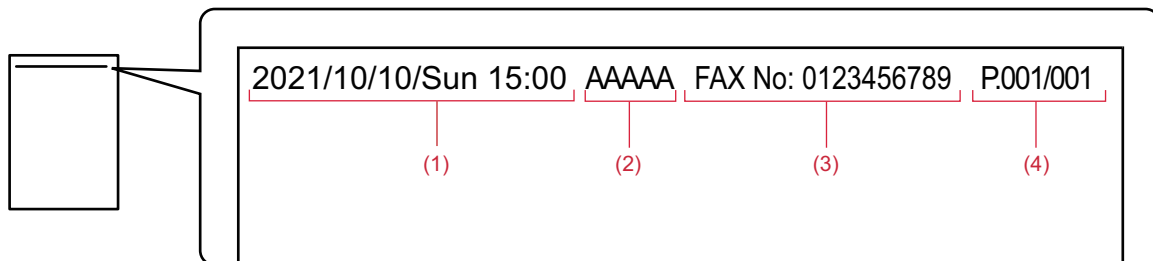 2021/10/10/Sun 15:00 AAAAA FAX No: 0123456789 P.001/001
(1) (2) (3) (4)